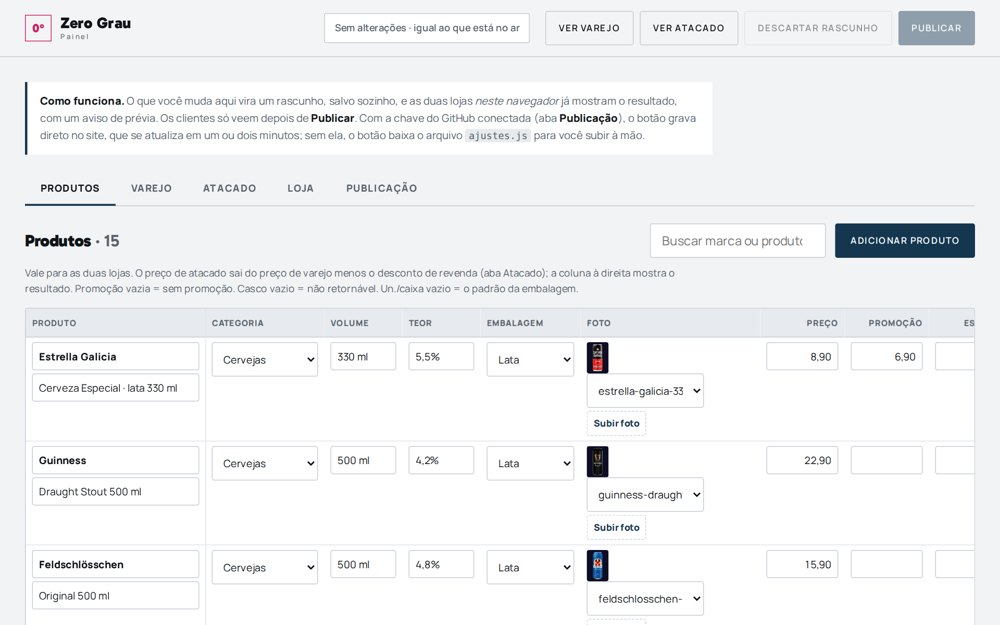 0°
Zero Grau
Painel
Sem alterações · igual ao que está no ar
VER VAREJO
VER ATACADO
DESCARTAR RASCUNHO
PUBLICAR
Como funciona. O que você muda aqui vira um rascunho, salvo sozinho, e as duas lojas neste navegador já mostram o resultado,
com um aviso de prévia. Os clientes só veem depois de Publicar. Com a chave do GitHub conectada (aba Publicação), o botão grava
direto no site, que se atualiza em um ou dois minutos; sem ela, o botão baixa o arquivo ajustes.js para você subir à mão.
PRODUTOS
VAREJO
ATACADO
LOJA
PUBLICAÇÃO
Produtos · 15
Buscar marca ou produto
ADICIONAR PRODUTO
Vale para as duas lojas. O preço de atacado sai do preço de varejo menos o desconto de revenda (aba Atacado); a coluna à direita mostra o
resultado. Promoção vazia = sem promoção. Casco vazio = não retornável. Un./caixa vazio = o padrão da embalagem.
PRODUTO
CATEGORIA
VOLUME
TEOR
EMBALAGEM
FOTO
PREÇO
PROMOÇÃO
ES
Estrella Galicia
Cerveza Especial · lata 330 ml
Cervejas
330 ml
5,5%
Lata
estrella-galicia-33
Subir foto
8,90
6,90
Guinness
Draught Stout 500 ml
Cervejas
500 ml
4,2%
Lata
guinness-draugh
Subir foto
22,90
Feldschlösschen
Original 500 ml
Cervejas
500 ml
4,8%
Lata
feldschlosschen-
15,90